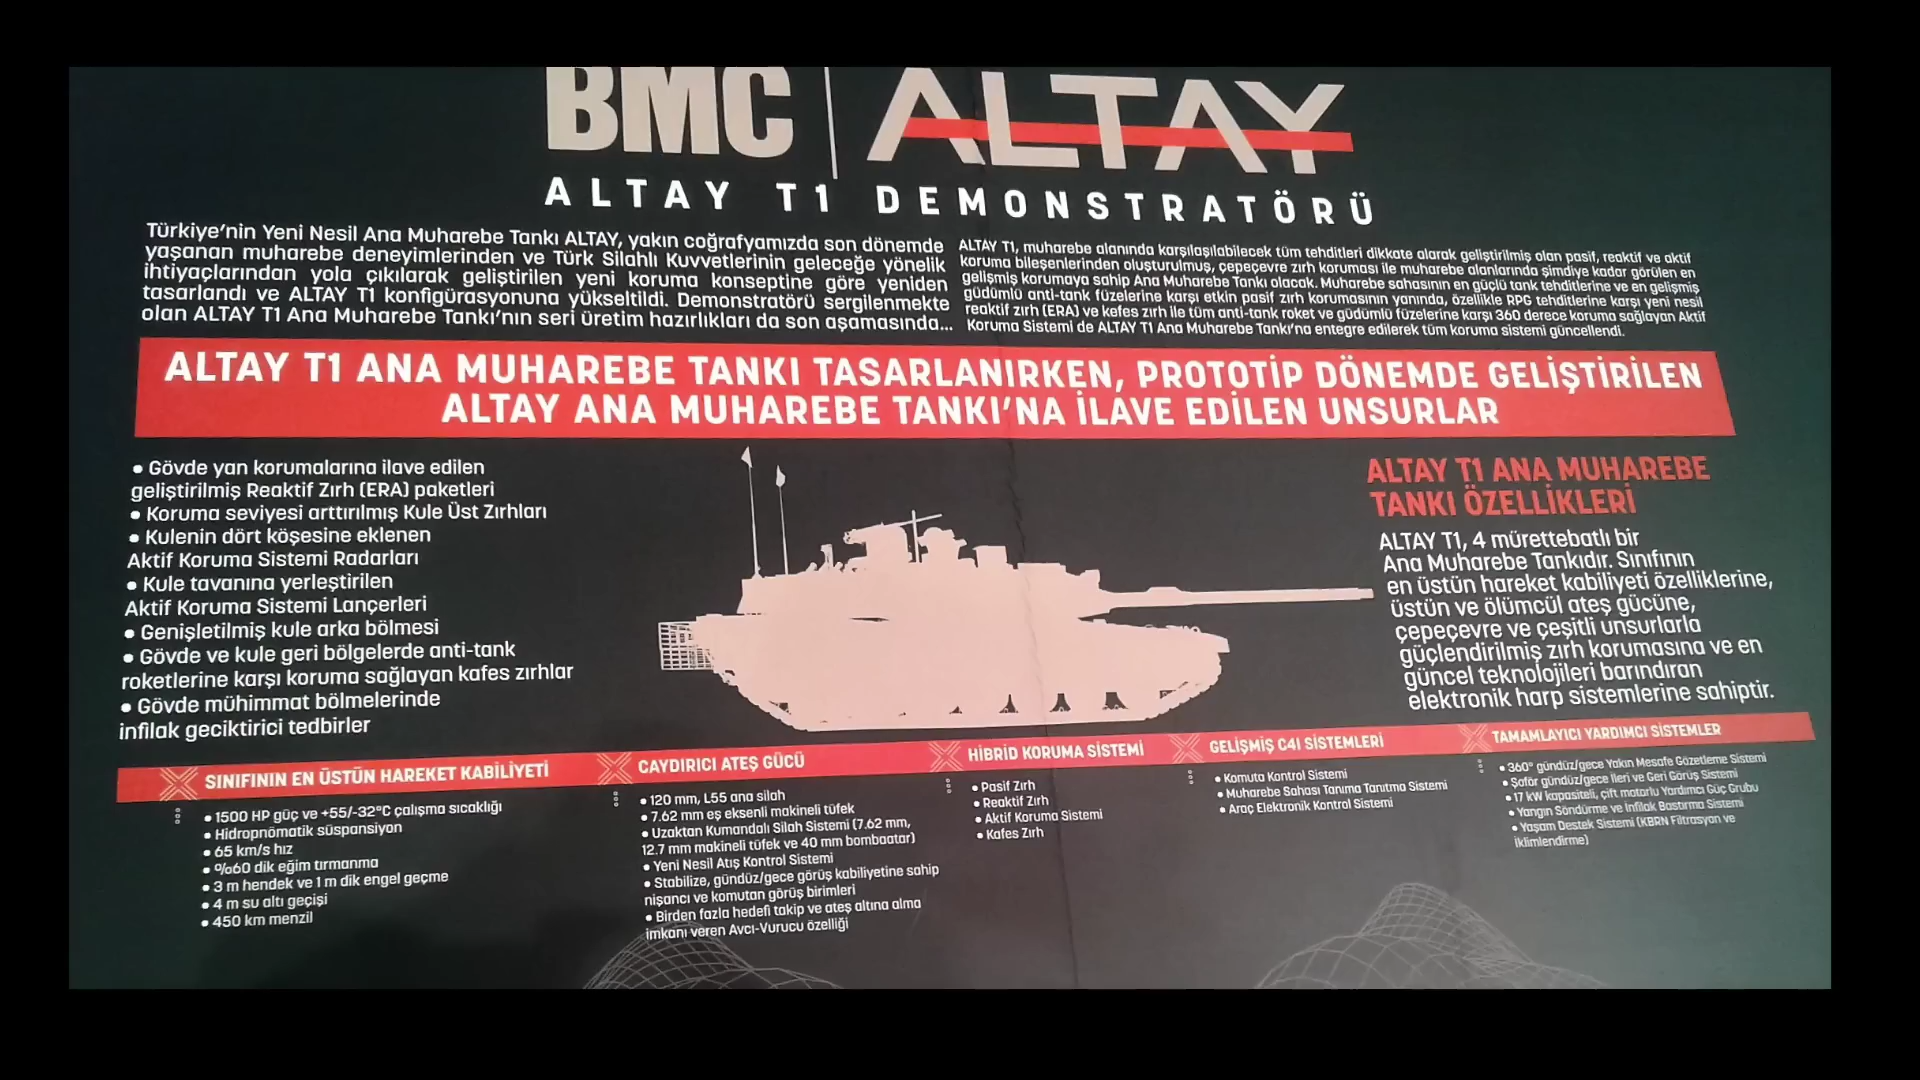 BMC | ALTAY
ALTAY T1 DEMONSTRATÖRÜ
Türkiye'nin Yeni Nesil Ana Muharebe Tankı ALTAY, yakın coğrafyamızda son dönemde
yaşanan muharebe deneyimlerinden ve Türk Silahlı Kuvvetlerinin geleceğe yönelik
ihtiyaçlarından yola çıkılarak geliştirilen yeni koruma konseptine göre yeniden
tasarlandı ve ALTAY T1 konfigürasyonuna yükseltildi. Demonstratörü sergilenmekte
olan ALTAY T1 Ana Muharebe Tankı'nın seri üretim hazırlıkları da son aşamasında...
ALTAY T1, muharebe alanında karşılaşılabilecek tüm tehditleri dikkate alarak geliştirilmiş olan pasif, reaktif ve aktif
koruma bileşenlerinden oluşturulmuş, çepeçevre zırh koruması ile muharebe alanlarında şimdiye kadar görülen en
gelişmiş korumaya sahip Ana Muharebe Tankı olacak. Muharebe sahasının en güçlü tank tehditlerine ve en gelişmiş
güdümlü anti-tank füzelerine karşı etkin pasif zırh korumasının yanında, özellikle RPG tehditlerine karşı yeni nesil
reaktif zırh (ERA) ve kefes zırh ile tüm anti-tank roket ve güdümlü füzelerine karşı 360 derece koruma sağlayan Aktif
Koruma Sistemi de ALTAY T1 Ana Muharebe Tankı'na entegre edilerek tüm koruma sistemi güncellendi.
ALTAY T1 ANA MUHAREBE TANKI TASARLANIRKEN, PROTOTİP DÖNEMDE GELİŞTİRİLEN
ALTAY ANA MUHAREBE TANKI'NA İLAVE EDİLEN UNSURLAR
• Gövde yan korumalarına ilave edilen
geliştirilmiş Reaktif Zırh (ERA) paketleri
• Koruma seviyesi arttırılmış Kule Üst Zırhları
• Kulenin dört köşesine eklenen
Aktif Koruma Sistemi Radarları
• Kule tavanına yerleştirilen
Aktif Koruma Sistemi Lançerleri
• Genişletilmiş kule arka bölmesi
• Gövde ve kule geri bölgelerde anti-tank
roketlerine karşı koruma sağlayan kafes zırhlar
• Gövde mühimmat bölmelerinde
infilak geciktirici tedbirler
ALTAY T1 ANA MUHAREBE
TANKI ÖZELLİKLERİ
ALTAY T1, 4 mürettebatlı bir
Ana Muharebe Tankıdır. Sınıfının
en üstün hareket kabiliyeti özelliklerine,
üstün ve ölümcül ateş gücüne,
çepeçevre ve çeşitli unsurlarla
güçlendirilmiş zırh korumasına ve en
güncel teknolojileri barındıran
elektronik harp sistemlerine sahiptir.
SINIFININ EN ÜSTÜN HAREKET KABİLİYETİ
• 1500 HP güç ve +55/-32°C çalışma sıcaklığı
• Hidropnömatik süspansiyon
• 65 km/s hız
• %60 dik eğim tırmanma
• 3 m hendek ve 1 m dik engel geçme
• 4 m su altı geçişi
• 450 km menzil
CAYDIRICI ATEŞ GÜCÜ
• 120 mm, L55 ana silah
• 7.62 mm eş eksenli makineli tüfek
• Uzaktan Kumandalı Silah Sistemi (7.62 mm,
12.7 mm makineli tüfek ve 40 mm bombaatar)
• Yeni Nesil Atış Kontrol Sistemi
• Stabilize, gündüz/gece görüş kabiliyetine sahip
nişancı ve komutan görüş birimleri
• Birden fazla hedefi takip ve ateş altına alma
imkanı veren Avcı-Vurucu özelliği
HİBRİD KORUMA SİSTEMİ
• Pasif Zırh
• Reaktif Zırh
• Aktif Koruma Sistemi
• Kafes Zırh
GELİŞMİŞ C4I SİSTEMLERİ
• Komuta Kontrol Sistemi
• Muharebe Sahası Tanıma Tanıtma Sistemi
• Araç Elektronik Kontrol Sistemi
TAMAMLAYICI YARDIMCI SİSTEMLER
• 360° gündüz/gece Yakın Mesafe Gözetleme Sistemi
• Şoför gündüz/gece İleri ve Geri Görüş Sistemi
• 17 kW kapasiteli, çift motorlu Yardımcı Güç Grubu
• Yangın Söndürme ve İnfilak Bastırma Sistemi
• Yaşam Destek Sistemi (KBRN Filtrasyon ve
İklimlendirme)